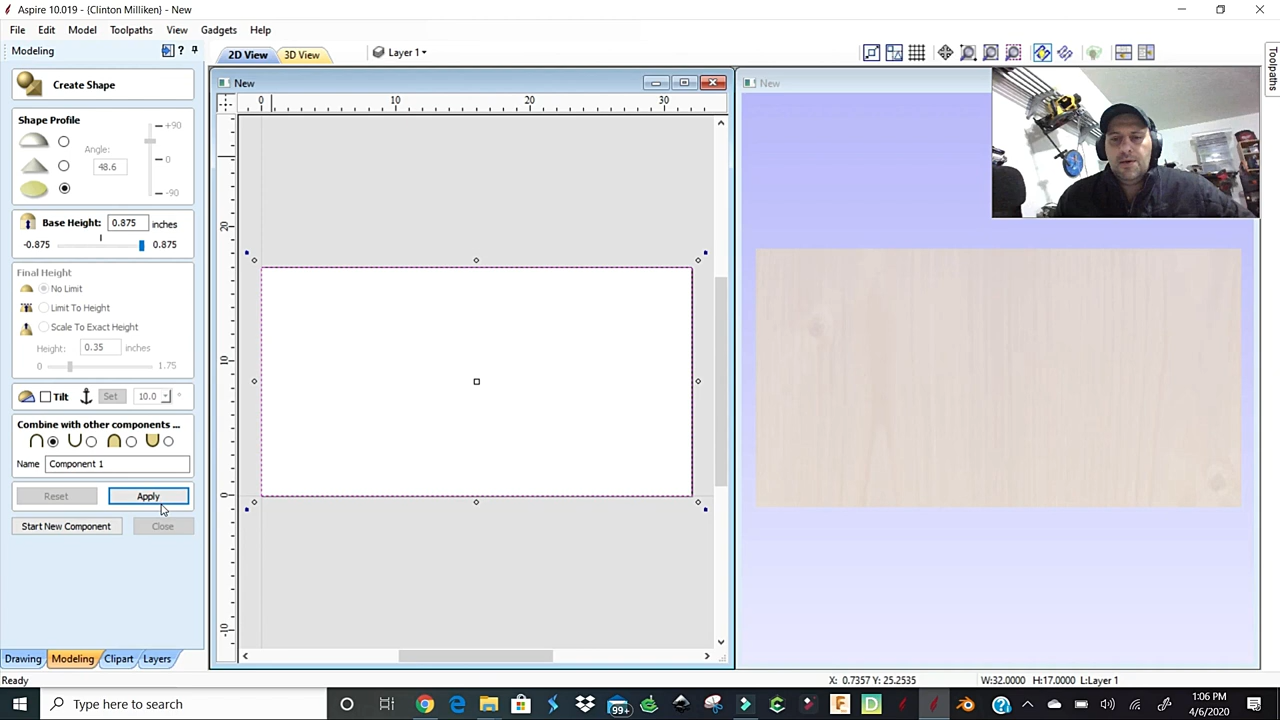 Aspire 10.019 - {Clinton Milliken} - New
File Edit Model Toolpaths View Gadgets Help
Modeling
2D View 3D View Layer 1
Toolpaths
Create Shape
New
New
0 10 20 30
Shape Profile
+90
Angle:
48.6
0
-90
Base Height: 0.875 inches
-0.875 0.875
20
Final Height
No Limit
Limit To Height
Scale To Exact Height
Height: 0.35 inches
0 1.75
10
Tilt Set 10.0 °
Combine with other components ...
Name Component 1
Reset Apply
0
Start New Component Close
-10
Drawing Modeling Clipart Layers
Ready
X: 0.7357 Y: 25.2535 W:32.0000 H:17.0000 L:Layer 1
Type here to search
99+
D
1:06 PM
4/6/2020